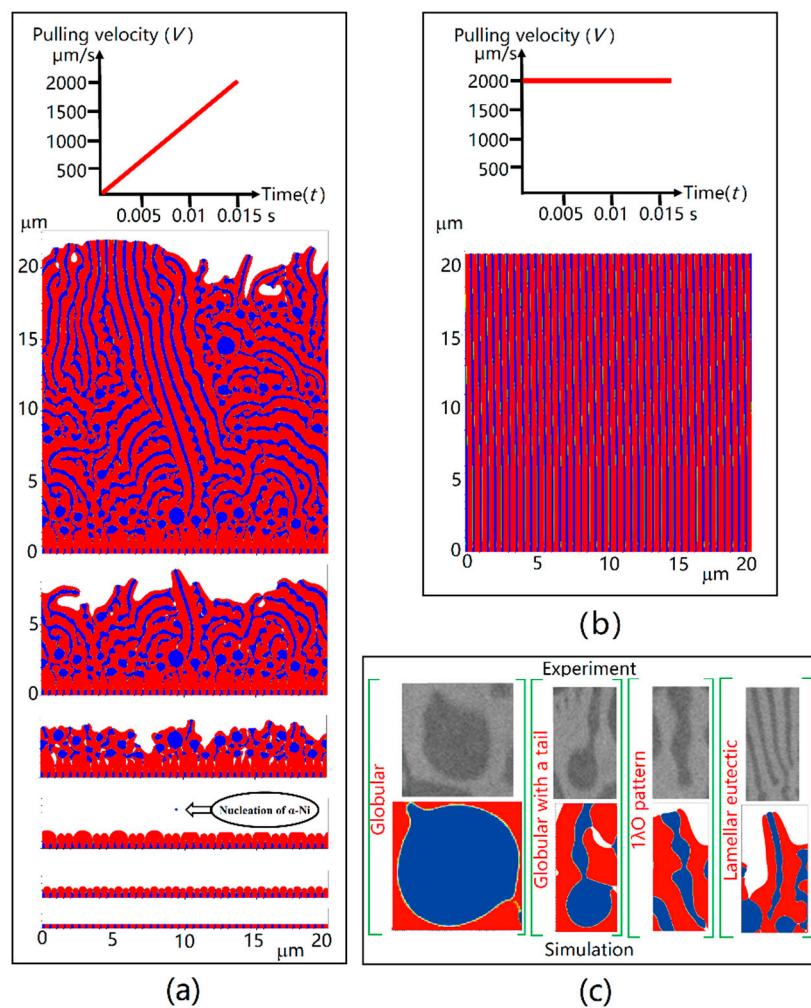 Pulling velocity (V)
μm/s
2000
1500
1000
500
Time(t)
0.005 0.01 0.015 s
μm
20
15
10
5
0
5
0
Nucleation of α-Ni
0 5 10 15 20
μm
(a)
Pulling velocity (V)
μm/s
2000
1500
1000
500
Time(t)
0.005 0.01 0.015 s
μm
20
15
10
5
0
0 5 10 15 20
μm
(b)
Experiment
Globular
Globular with a tail
1λO pattern
Lamellar eutectic
Simulation
(c)